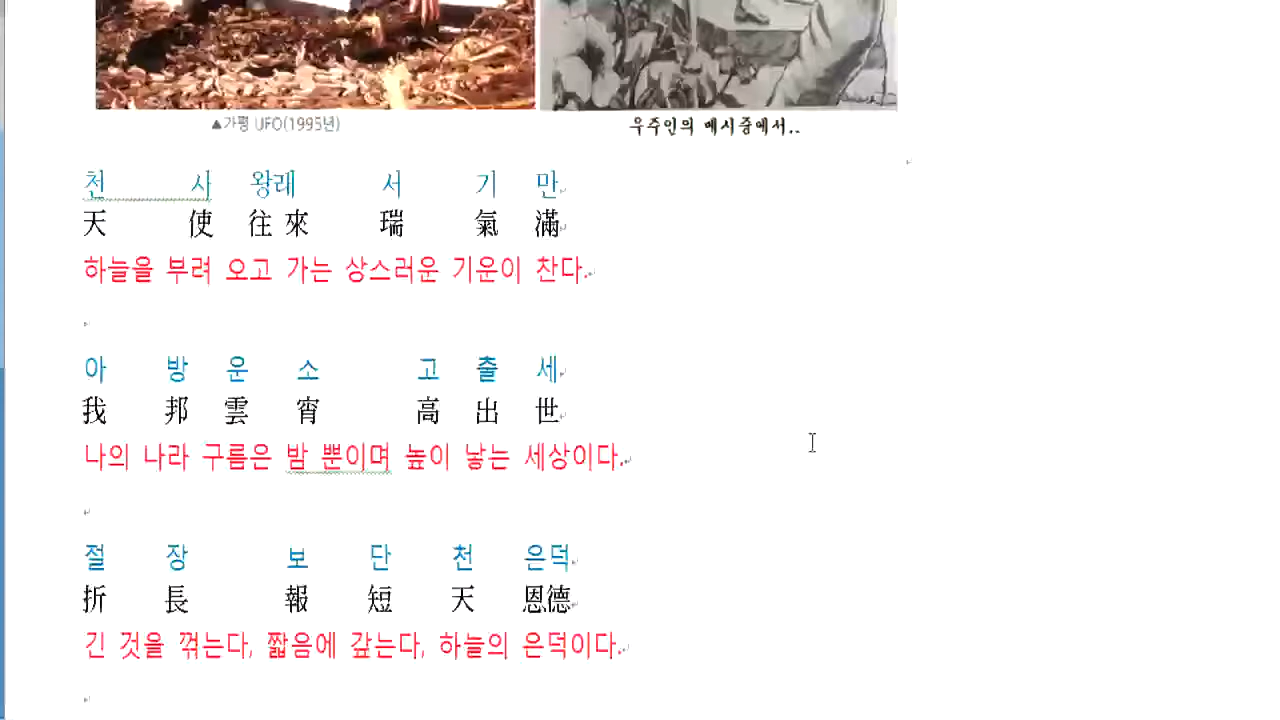 ▲가평 UFO(1995년)
우주인의 메시중에서..
천 사 왕래 서 기 만
天 使 往 來 瑞 氣 滿
하늘을 부려 오고 가는 상스러운 기운이 찬다.
아 방 운 소 고 출 세
我 邦 雲 宵 高 出 世
나의 나라 구름은 밤 뿐이며 높이 낳는 세상이다.
절 장 보 단 천 은덕
折 長 報 短 天 恩德
긴 것을 꺾는다, 짧음에 갚는다, 하늘의 은덕이다.